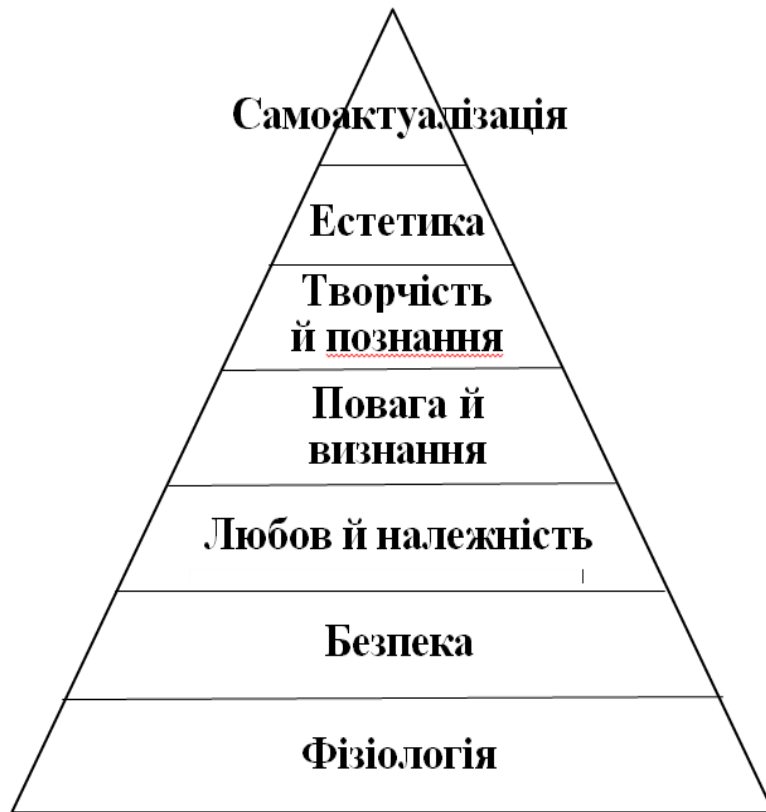 Самоактуалізація
Естетика
Творчість
й познання
Повага й
визнання
Любов й належність
Безпека
Фізіологія